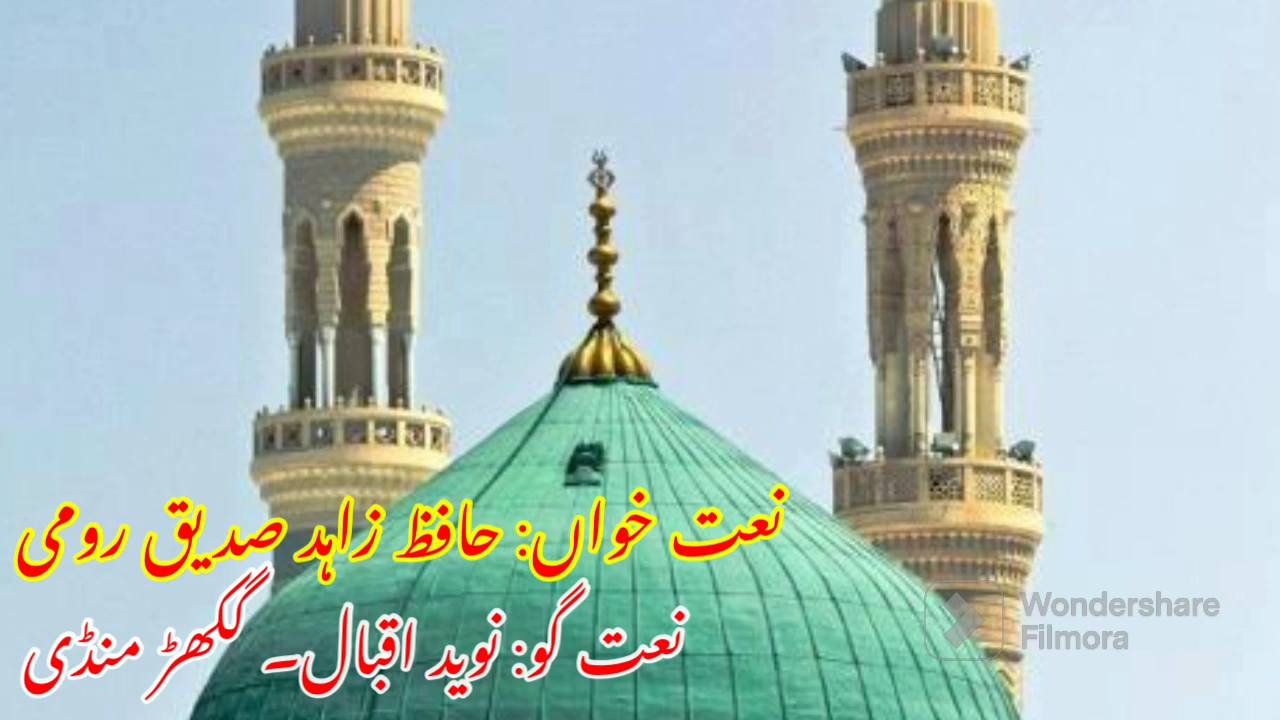 نعت خواں: حافظ زاہد صدیق رومی
نعت گو: نوید اقبال۔ گکھڑ منڈی
Wondershare
Filmora